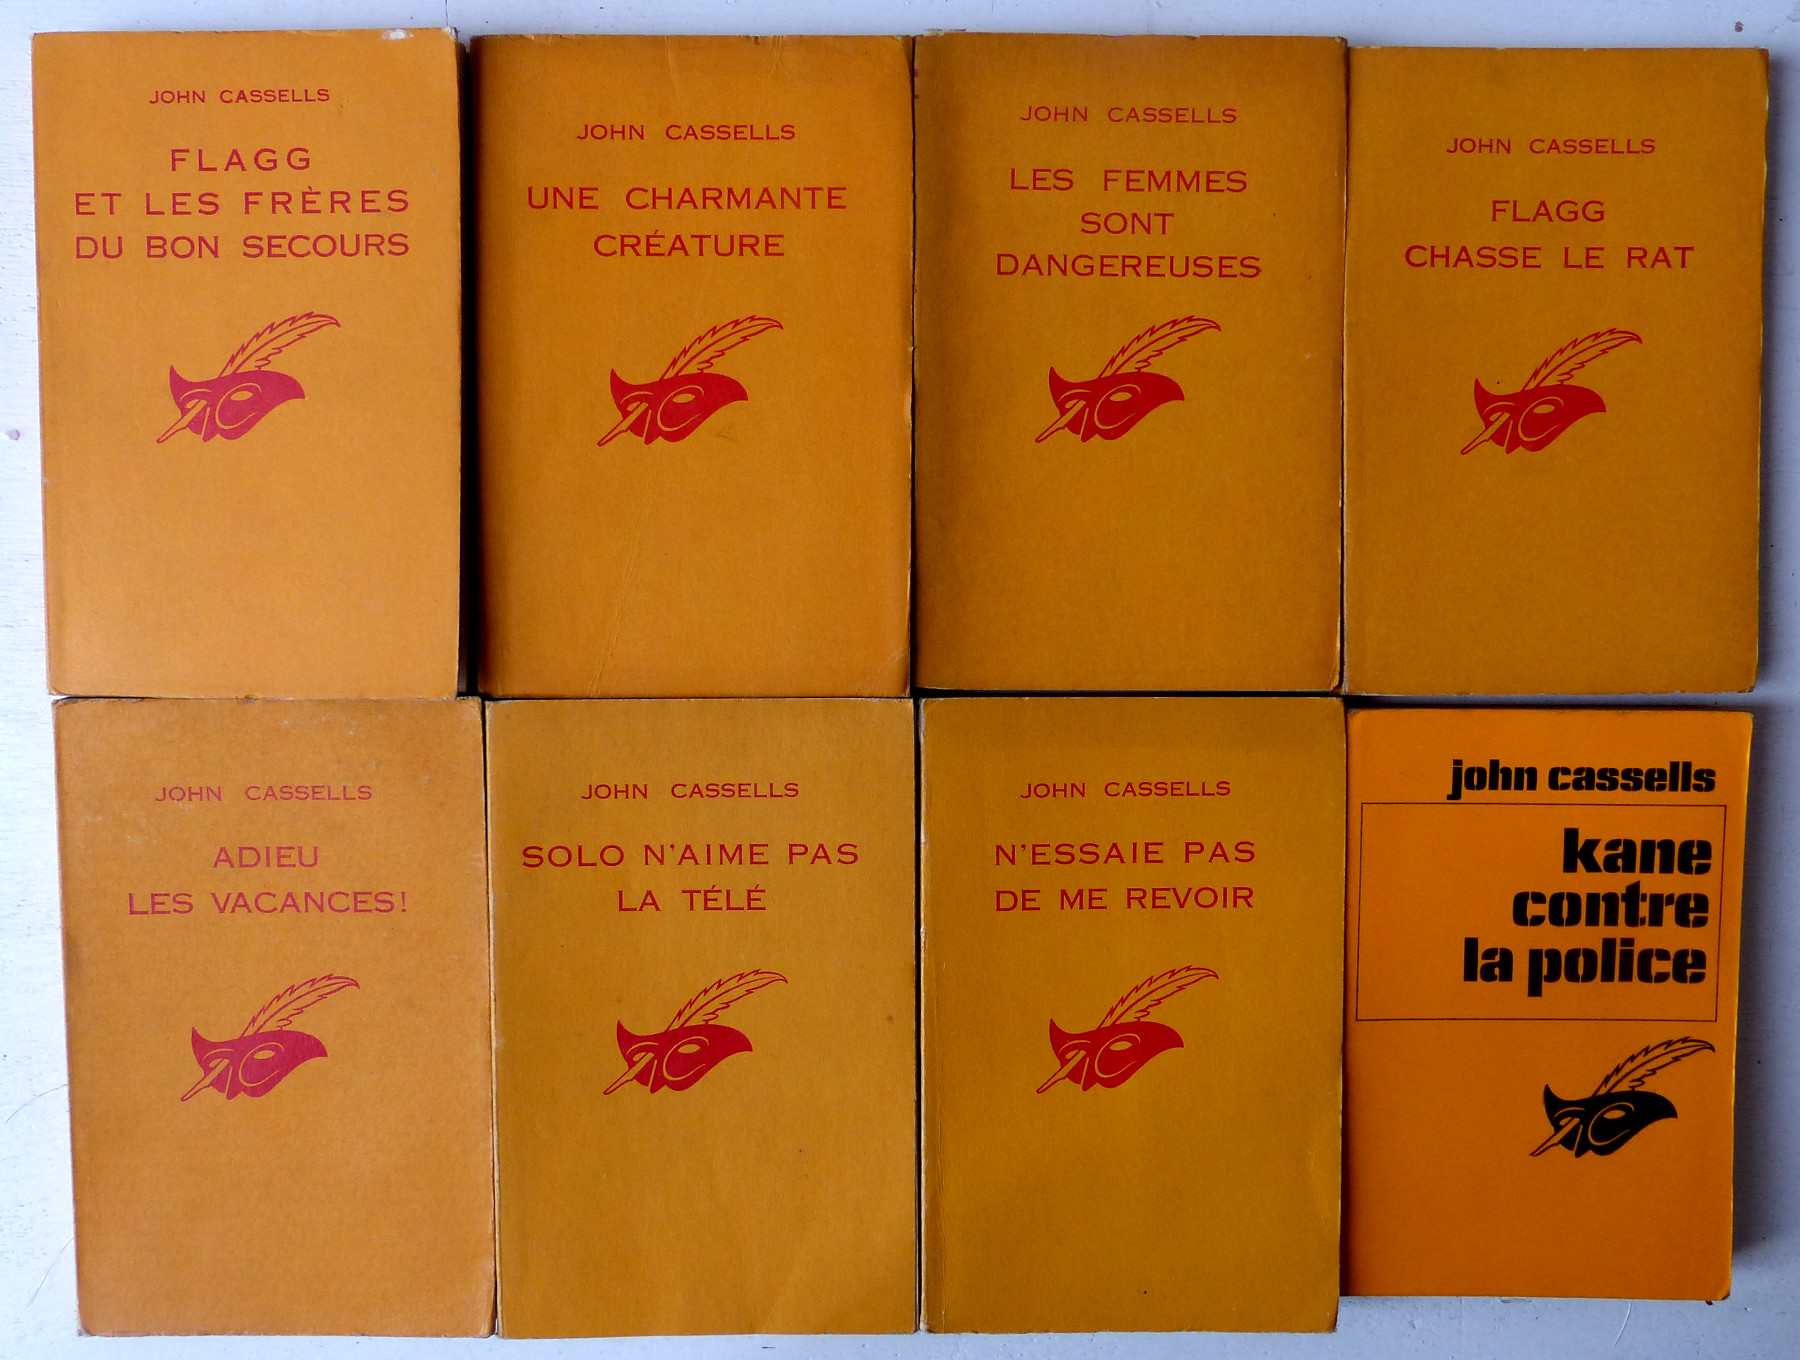 JOHN CASSELLS
FLAGG
ET LES FRÈRES
DU BON SECOURS
JOHN CASSELLS
UNE CHARMANTE
CRÉATURE
JOHN CASSELLS
LES FEMMES
SONT
DANGEREUSES
JOHN CASSELLS
FLAGG
CHASSE LE RAT
JOHN CASSELLS
ADIEU
LES VACANCES!
JOHN CASSELLS
SOLO N'AIME PAS
LA TÉLÉ
JOHN CASSELLS
N'ESSAIE PAS
DE ME REVOIR
john cassells
kane
contre
la police